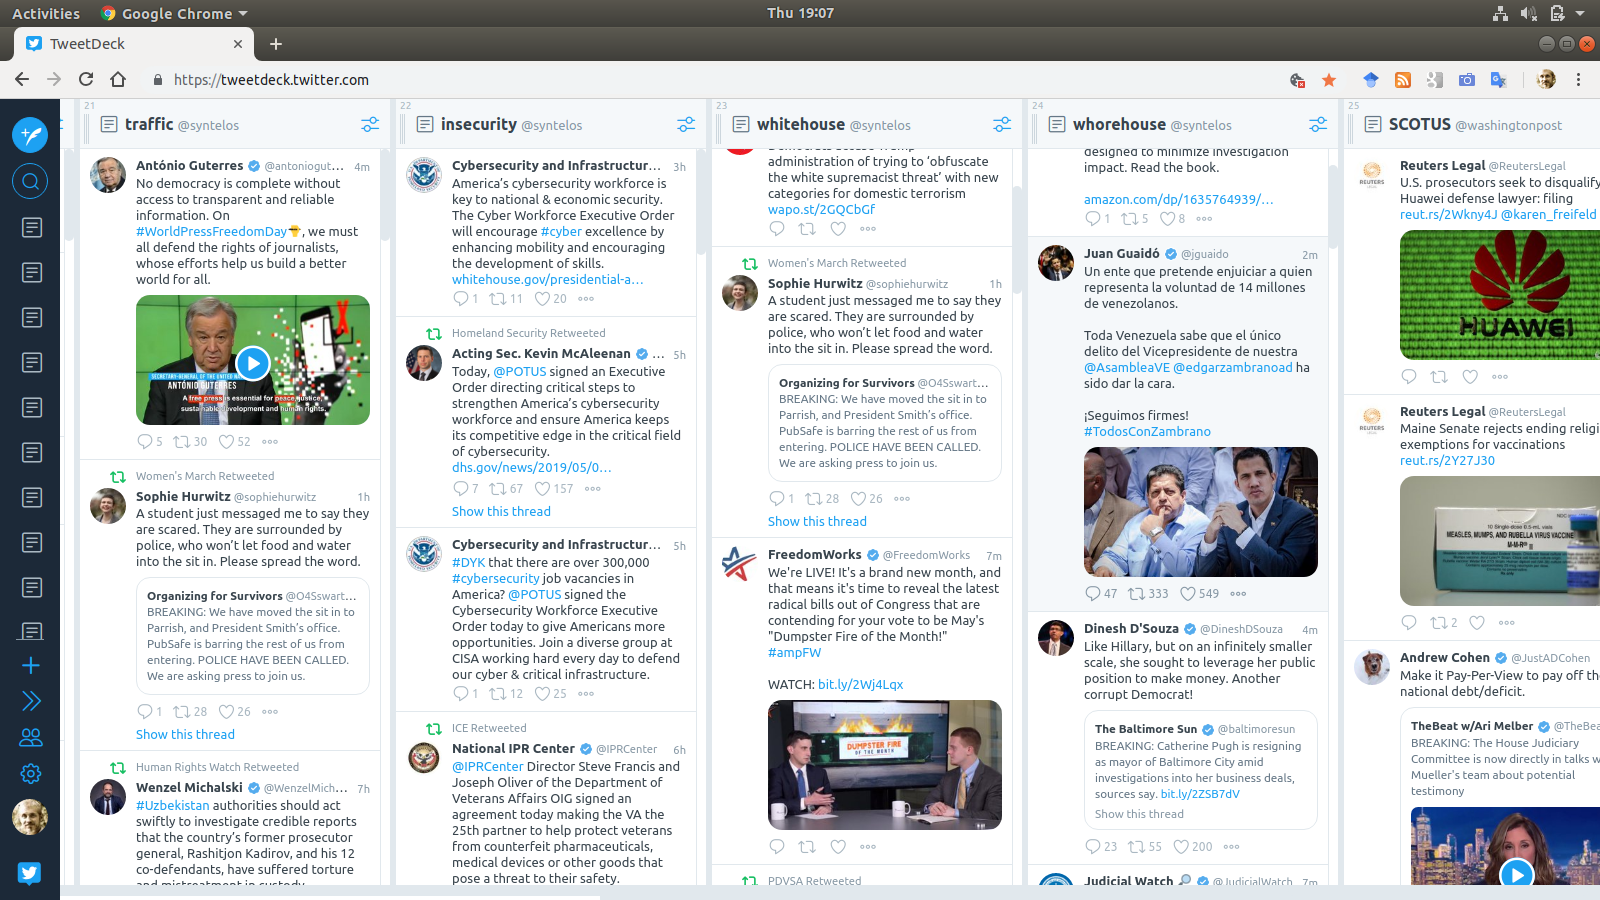 Activities
Google Chrome
Thu 19:07
TweetDeck
https://tweetdeck.twitter.com
21
traffic @syntelos
António Guterres @antoniogut... 4m
No democracy is complete without
access to transparent and reliable
information. On
#WorldPressFreedomDay, we must
all defend the rights of journalists,
whose efforts help us build a better
world for all.
SECRETARY-GENERAL OF THE UNITED NA
ANTÓNIO GUTERRES
A free press is essential for peace, justice,
sustainable development and human rights.
5 30 52
Women's March Retweeted
Sophie Hurwitz @sophiehurwitz 1h
A student just messaged me to say they
are scared. They are surrounded by
police, who won't let food and water
into the sit in. Please spread the word.
Organizing for Survivors @O4Sswart...
BREAKING: We have moved the sit in to
Parrish, and President Smith's office.
PubSafe is barring the rest of us from
entering. POLICE HAVE BEEN CALLED.
We are asking press to join us.
1 28 26
Show this thread
Human Rights Watch Retweeted
Wenzel Michalski @WenzelMich... 7h
#Uzbekistan authorities should act
swiftly to investigate credible reports
that the country's former prosecutor
general, Rashitjon Kadirov, and his 12
co-defendants, have suffered torture
and mistreatment in custody
22
insecurity @syntelos
Cybersecurity and Infrastructur... 3h
America's cybersecurity workforce is
key to national & economic security.
The Cyber Workforce Executive Order
will encourage #cyber excellence by
enhancing mobility and encouraging
the development of skills.
whitehouse.gov/presidential-a...
1 11 20
Homeland Security Retweeted
Acting Sec. Kevin McAleenan ... 5h
Today, @POTUS signed an Executive
Order directing critical steps to
strengthen America's cybersecurity
workforce and ensure America keeps
its competitive edge in the critical field
of cybersecurity.
dhs.gov/news/2019/05/0...
7 67 157
Show this thread
Cybersecurity and Infrastructur... 5h
#DYK that there are over 300,000
#cybersecurity job vacancies in
America? @POTUS signed the
Cybersecurity Workforce Executive
Order today to give Americans more
opportunities. Join a diverse group at
CISA working hard every day to defend
our cyber & critical infrastructure.
1 12 25
ICE Retweeted
National IPR Center @IPRCenter 6h
@IPRCenter Director Steve Francis and
Joseph Oliver of the Department of
Veterans Affairs OIG signed an
agreement today making the VA the
25th partner to help protect veterans
from counterfeit pharmaceuticals,
medical devices or other goods that
pose a threat to their safety.
23
whitehouse @syntelos
Democrats accuse Trump
administration of trying to 'obfuscate
the white supremacist threat' with new
categories for domestic terrorism
wapo.st/2GQCbGf
Women's March Retweeted
Sophie Hurwitz @sophiehurwitz 1h
A student just messaged me to say they
are scared. They are surrounded by
police, who won't let food and water
into the sit in. Please spread the word.
Organizing for Survivors @O4Sswart...
BREAKING: We have moved the sit in to
Parrish, and President Smith's office.
PubSafe is barring the rest of us from
entering. POLICE HAVE BEEN CALLED.
We are asking press to join us.
1 28 26
Show this thread
FreedomWorks @FreedomWorks 7m
We're LIVE! It's a brand new month, and
that means it's time to reveal the latest
radical bills out of Congress that are
contending for your vote to be May's
"Dumpster Fire of the Month!"
#ampFW
WATCH: bit.ly/2Wj4Lqx
DUMPSTER FIRE
OF THE MONTH
PDVSA Retweeted
24
whorehouse @syntelos
designed to minimize investigation
impact. Read the book.
amazon.com/dp/1635764939/...
1 5 8
Juan Guaidó @jguaido 2m
Un ente que pretende enjuiciar a quien
representa la voluntad de 14 millones
de venezolanos.
Toda Venezuela sabe que el único
delito del Vicepresidente de nuestra
@AsambleaVE @edgarzambranoad ha
sido dar la cara.
¡Seguimos firmes!
#TodosConZambrano
47 333 549
Dinesh D'Souza @DineshDSouza 4m
Like Hillary, but on an infinitely smaller
scale, she sought to leverage her public
position to make money. Another
corrupt Democrat!
The Baltimore Sun @baltimoresun
BREAKING: Catherine Pugh is resigning
as mayor of Baltimore City amid
investigations into her business deals,
sources say. bit.ly/2ZSB7dV
Show this thread
23 55 200
Judicial Watch @JudicialWatch 7m
25
SCOTUS @washingtonpost
Reuters Legal @ReutersLegal
U.S. prosecutors seek to disqualify
Huawei defense lawyer: filing
reut.rs/2Wkny4J @karen_freifeld
HUAWEI
Reuters Legal @ReutersLegal
Maine Senate rejects ending religi
exemptions for vaccinations
reut.rs/2Y27J30
MEASLES, MUMPS, AND RUBELLA VIRUS VACCINE
M-M-R II
2
Andrew Cohen @JustADCohen
Make it Pay-Per-View to pay off the
national debt/deficit.
TheBeat w/Ari Melber @TheBea
BREAKING: The House Judiciary
Committee is now directly in talks w
Mueller's team about potential
testimony